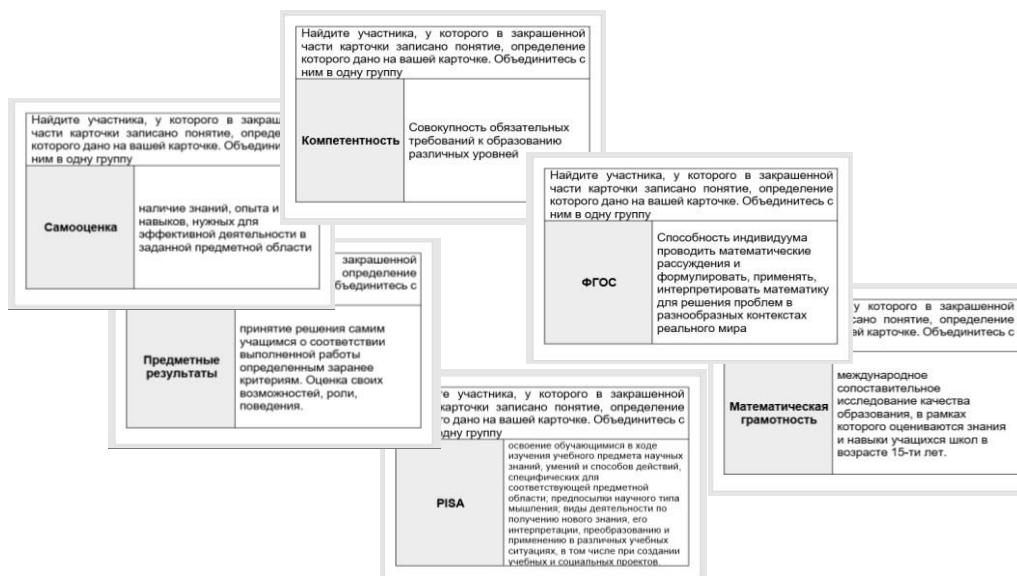 Найдите участника, у которого в закрашенной
части карточки записано понятие, определение
которого дано на вашей карточке. Объединитесь с
ним в одну группу
Компетентность
Совокупность обязательных
требований к образованию
различных уровней
Найдите участника, у которого в
части карточки записано понятие,
которого дано на вашей карточке.
ним в одну группу
Самооценка
наличие знаний, опыта и
навыков, нужных для
эффективной деятельности в
заданной предметной области
Найдите участника, у которого в закрашенной
части карточки записано понятие, определение
которого дано на вашей карточке. Объединитесь с
ним в одну группу
ФГОС
Способность индивидуума
проводить математические
рассуждения и
формулировать, применять,
интерпретировать математику
для решения проблем в
разнообразных контекстах
реального мира
закрашенной
определение
Предметные
результаты
принятие решения самим
учащимся о соответствии
выполненной работы
определенным заранее
критериям. Оценка своих
возможностей, роли,
поведения.
у которого в закрашенной
понятие, определение
карточке. Объединитесь с
Математическая
грамотность
международное
сопоставительное
исследование качества
образования, в рамках
которого оцениваются знания
и навыки учащихся школ в
возрасте 15-ти лет.
участника, у которого в закрашенной
карточки записано понятие, определение
дано на вашей карточке. Объединитесь с
группу
PISA
освоение обучающимися в ходе
изучения учебного предмета научных
знаний, умений и способов действий,
специфических для
соответствующей предметной
области; предпосылки научного типа
мышления; виды деятельности по
получению нового знания, его
интерпретации, преобразованию и
применению в различных учебных
ситуациях, в том числе при создании
учебных и социальных проектов.